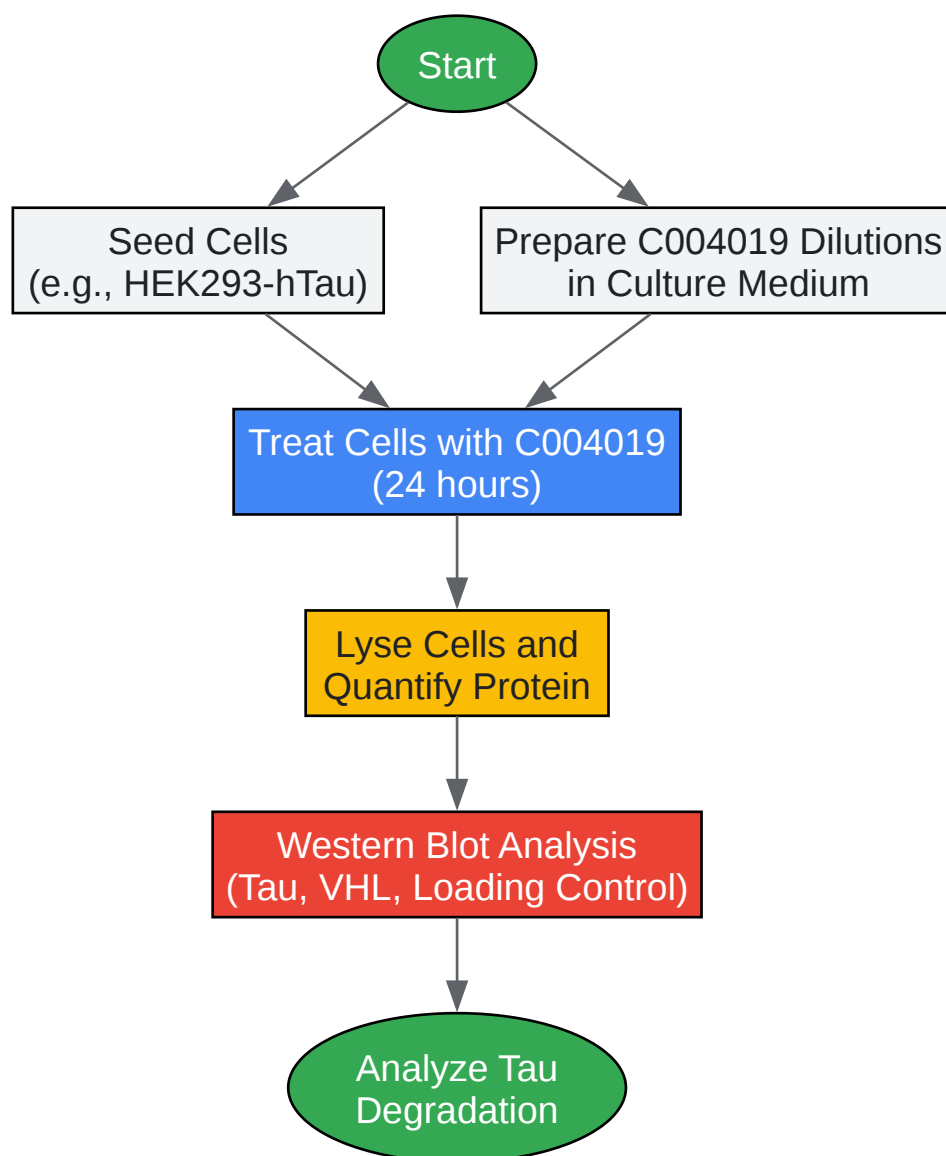 Start
Seed Cells
(e.g., HEK293-hTau)
Prepare C004019 Dilutions
in Culture Medium
Treat Cells with C004019
(24 hours)
Lyse Cells and
Quantify Protein
Western Blot Analysis
(Tau, VHL, Loading Control)
Analyze Tau
Degradation